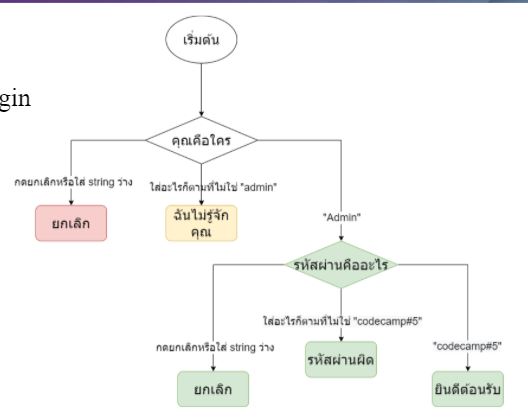 เริ่มต้น
gin
คุณคือใคร
กดยกเลิกหรือใส่ string ว่าง
ใส่อะไรก็ตามที่ไม่ใช่ "admin"
ยกเลิก
ฉันไม่รู้จัก
คุณ
"Admin"
รหัสผ่านคืออะไร
ใส่อะไรก็ตามที่ไม่ใช่ "codecamp#5"
กดยกเลิกหรือใส่ string ว่าง
"codecamp#5"
รหัสผ่านผิด
ยกเลิก
ยินดีต้อนรับ